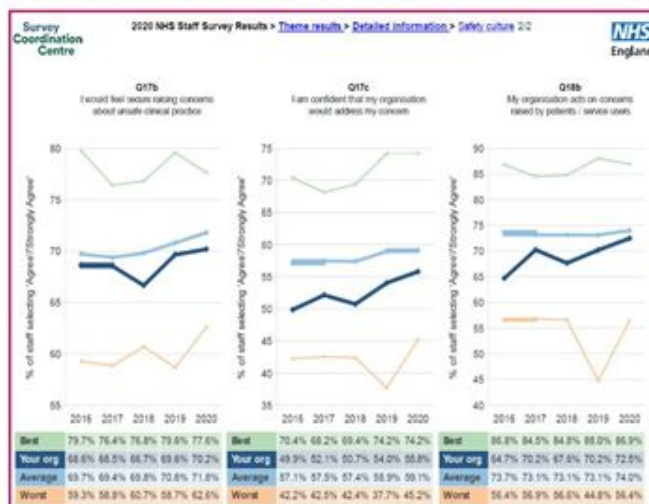 Survey
Coordination
Centre
2020 NHS Staff Survey Results > Theme results > Detailed information > Safety culture 2/2
NHS
England
Q17b
I would feel secure raising concerns
about unsafe clinical practice
Q17c
I am confident that my organisation
would address my concern
Q18b
My organisation acts on concerns
raised by patients / service users
% of staff selecting 'Agree'/'Strongly Agree'
80
75
70
65
60
55
% of staff selecting 'Agree'/'Strongly Agree'
75
70
65
60
55
50
45
40
35
% of staff selecting 'Agree'/'Strongly Agree'
90
85
80
75
70
65
60
55
50
45
40
2016 2017 2018 2019 2020
2016 2017 2018 2019 2020
2016 2017 2018 2019 2020
Best 79.7% 76.4% 76.8% 79.6% 77.6%
Your org 68.6% 68.5% 66.7% 69.6% 70.2%
Average 69.7% 69.4% 69.8% 70.8% 71.8%
Worst 59.3% 58.8% 60.7% 58.7% 62.6%
70.4% 68.2% 69.4% 74.2% 74.2%
49.9% 52.1% 50.7% 54.0% 55.8%
57.1% 57.5% 57.4% 58.9% 59.1%
42.2% 42.5% 42.4% 37.7% 45.2%
86.8% 84.5% 84.8% 88.0% 86.9%
64.7% 70.2% 67.6% 70.2% 72.5%
73.7% 73.1% 73.1% 73.1% 74.0%
56.4% 56.9% 56.6% 44.9% 56.4%